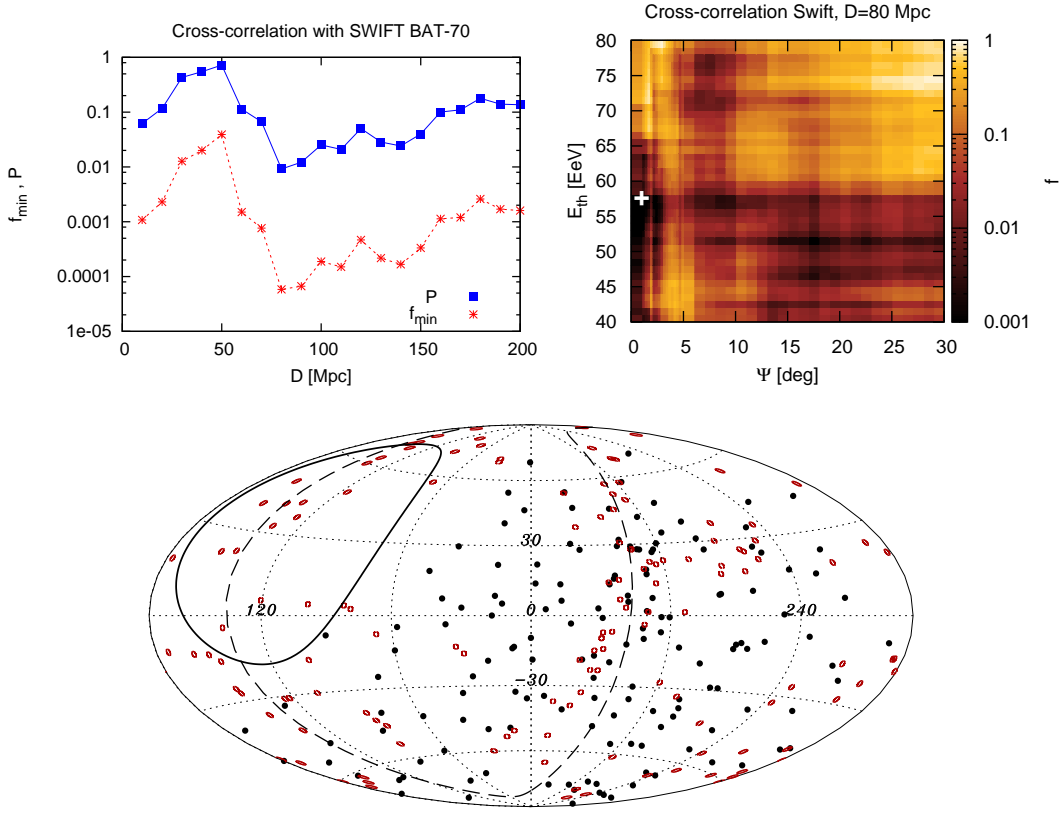 Cross-correlation with SWIFT BAT-70
1
0.1
0.01
0.001
0.0001
1e-05
f_min , P
P
f_min
0 50 100 150 200
D [Mpc]
Cross-correlation Swift, D=80 Mpc
80
75
70
65
60
55
50
45
40
E_th [EeV]
0 5 10 15 20 25 30
Ψ [deg]
1
0.1
0.01
0.001
f
30
120 0 240
−30